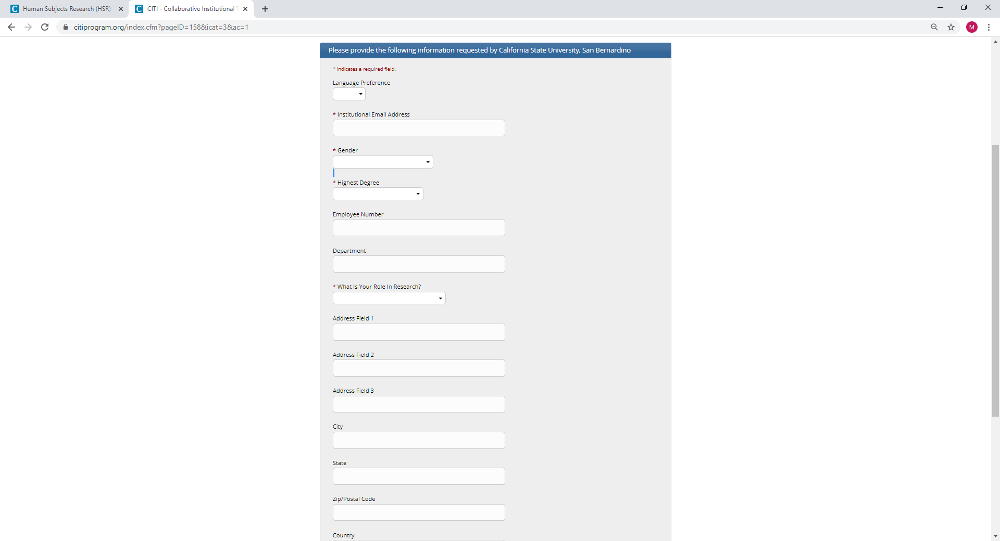 Human Subjects Research (HSR)
CITI - Collaborative Institutional
citiprogram.org/index.cfm?pageID=158&icat=3&ac=1
M
Please provide the following information requested by California State University, San Bernardino
* indicates a required field.
Language Preference
* Institutional Email Address
* Gender
* Highest Degree
Employee Number
Department
* What Is Your Role In Research?
Address Field 1
Address Field 2
Address Field 3
City
State
Zip/Postal Code
Country